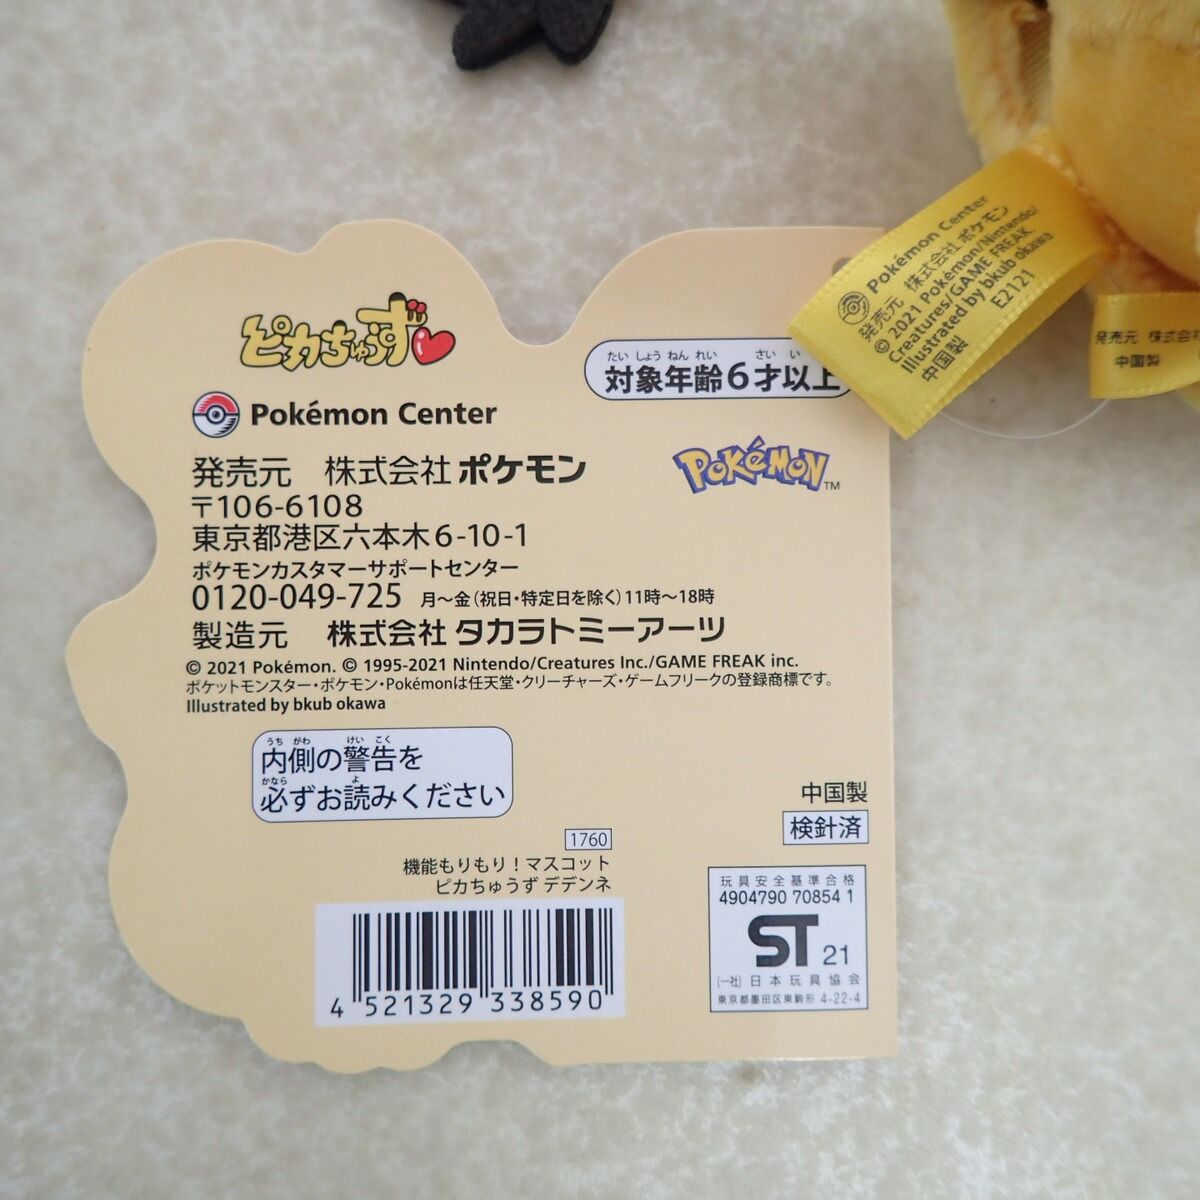 ピカちゅうず
たい しょう ねん れい さい い
対象年齢6才以上
Pokémon Center
POKéMON TM
発売元 株式会社 ポケモン
〒106-6108
東京都港区六本木6-10-1
ポケモンカスタマーサポートセンター
0120-049-725 月～金(祝日・特定日を除く)11時～18時
製造元 株式会社 タカラトミーアーツ
© 2021 Pokémon. © 1995-2021 Nintendo/Creatures Inc./GAME FREAK inc.
ポケットモンスター・ポケモン・Pokémonは任天堂・クリーチャーズ・ゲームフリークの登録商標です。
Illustrated by bkub okawa
うち がわ けい こく
内側の警告を
かなら よ
必ずお読みください
中国製
検針済
1760
機能もりもり！マスコット
ピカちゅうず デデンネ
4 521329 338590
玩具安全基準合格
4904790 70854 1
ST 21
(一社)日本玩具協会
東京都墨田区東駒形 4-22-4
Pokémon Center
発売元 株式会社 ポケモン
© 2021 Pokémon/Nintendo/
Creatures/GAME FREAK
Illustrated by bkub okawa
E2121
中国製
発売元 株式会社
中国製